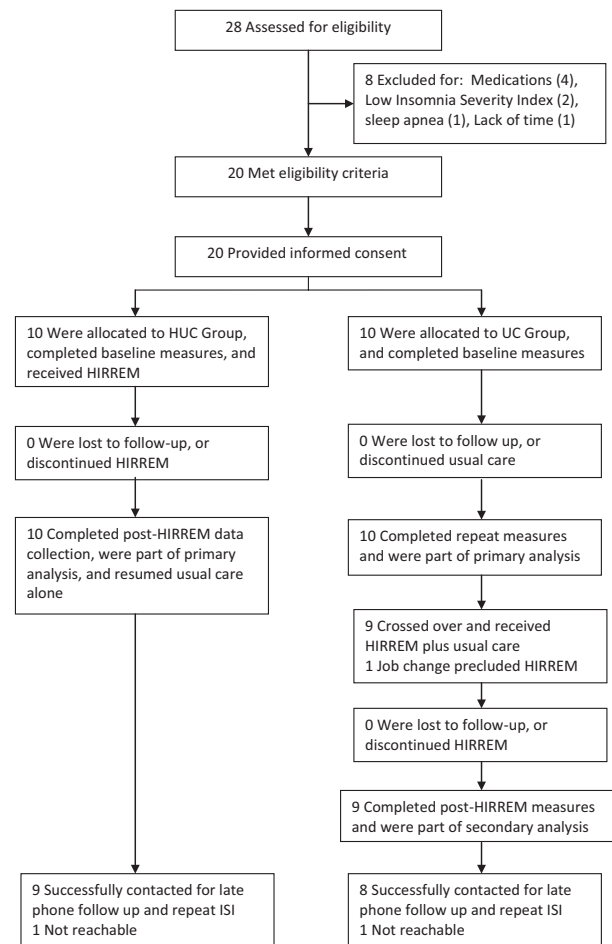 28 Assessed for eligibility
8 Excluded for:  Medications (4),
Low Insomnia Severity Index (2),
sleep apnea (1), Lack of time (1)
20 Met eligibility criteria
20 Provided informed consent
10 Were allocated to HUC Group,
completed baseline measures, and
received HIRREM
0 Were lost to follow-up, or
discontinued HIRREM
10 Completed post-HIRREM data
collection, were part of primary
analysis, and resumed usual care
alone
9 Successfully contacted for late
phone follow up and repeat ISI
1 Not reachable
10 Were allocated to UC Group,
and completed baseline measures
0 Were lost to follow up, or
discontinued usual care
10 Completed repeat measures
and were part of primary analysis
9 Crossed over and received
HIRREM plus usual care
1 Job change precluded HIRREM
0 Were lost to follow-up, or
discontinued HIRREM
9 Completed post-HIRREM measures
and were part of secondary analysis
8 Successfully contacted for late
phone follow up and repeat ISI
1 Not reachable